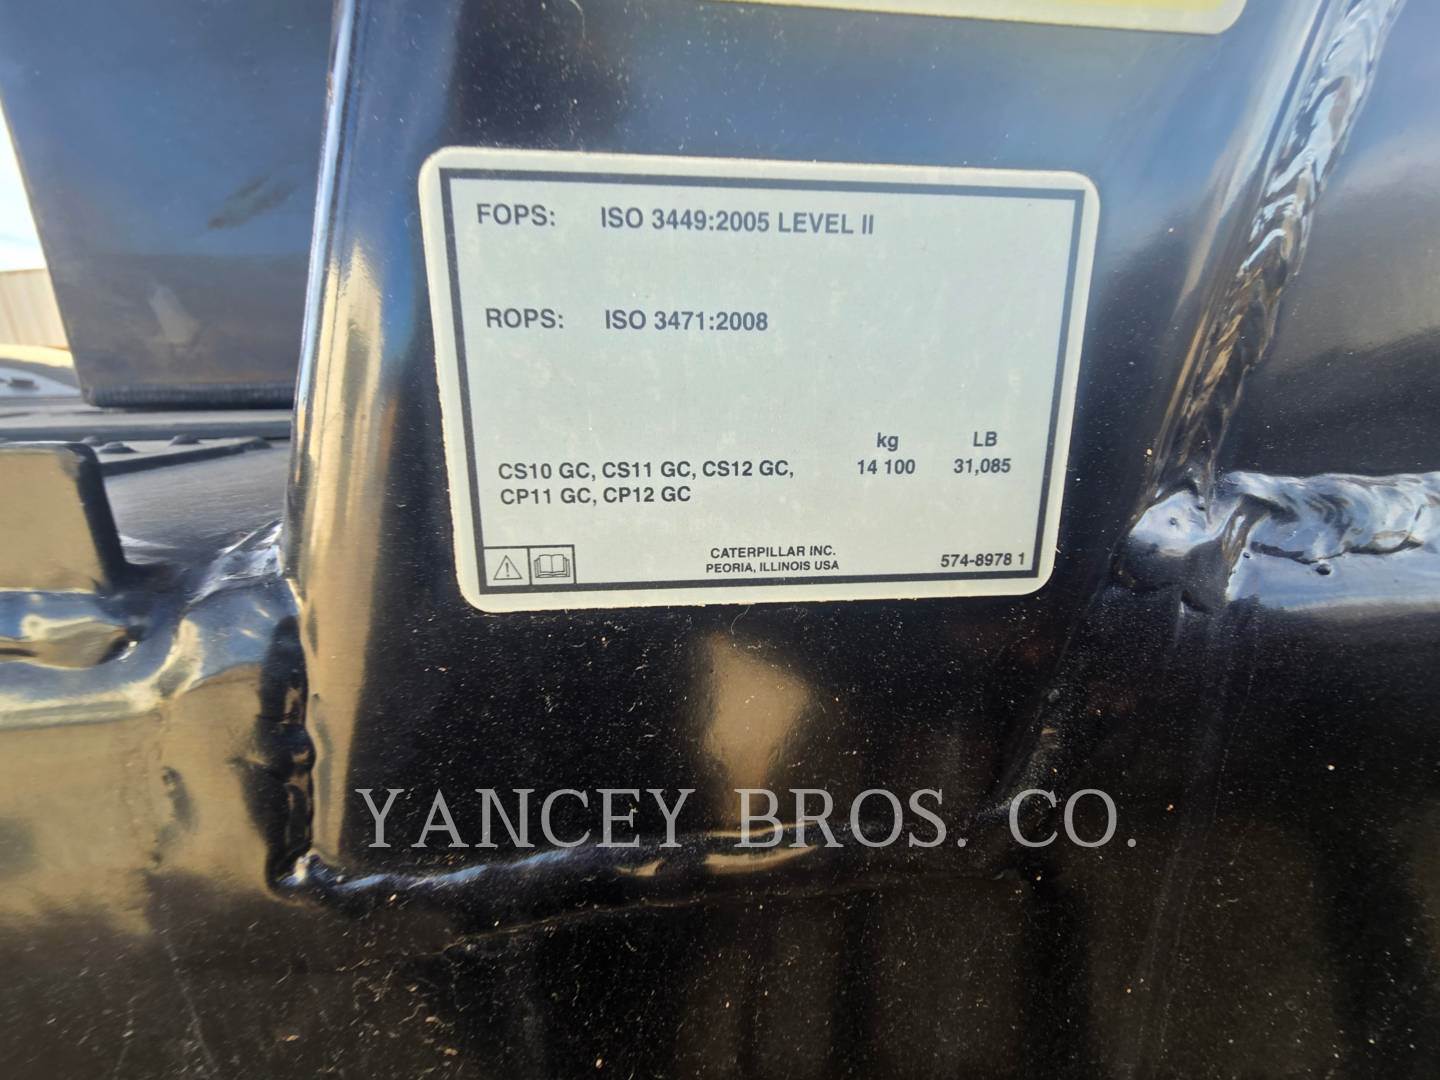 FOPS: ISO 3449:2005 LEVEL II
ROPS: ISO 3471:2008
kg LB
CS10 GC, CS11 GC, CS12 GC, 14 100 31,085
CP11 GC, CP12 GC
CATERPILLAR INC.
PEORIA, ILLINOIS USA
574-8978 1
YANCEY BROS. CO.